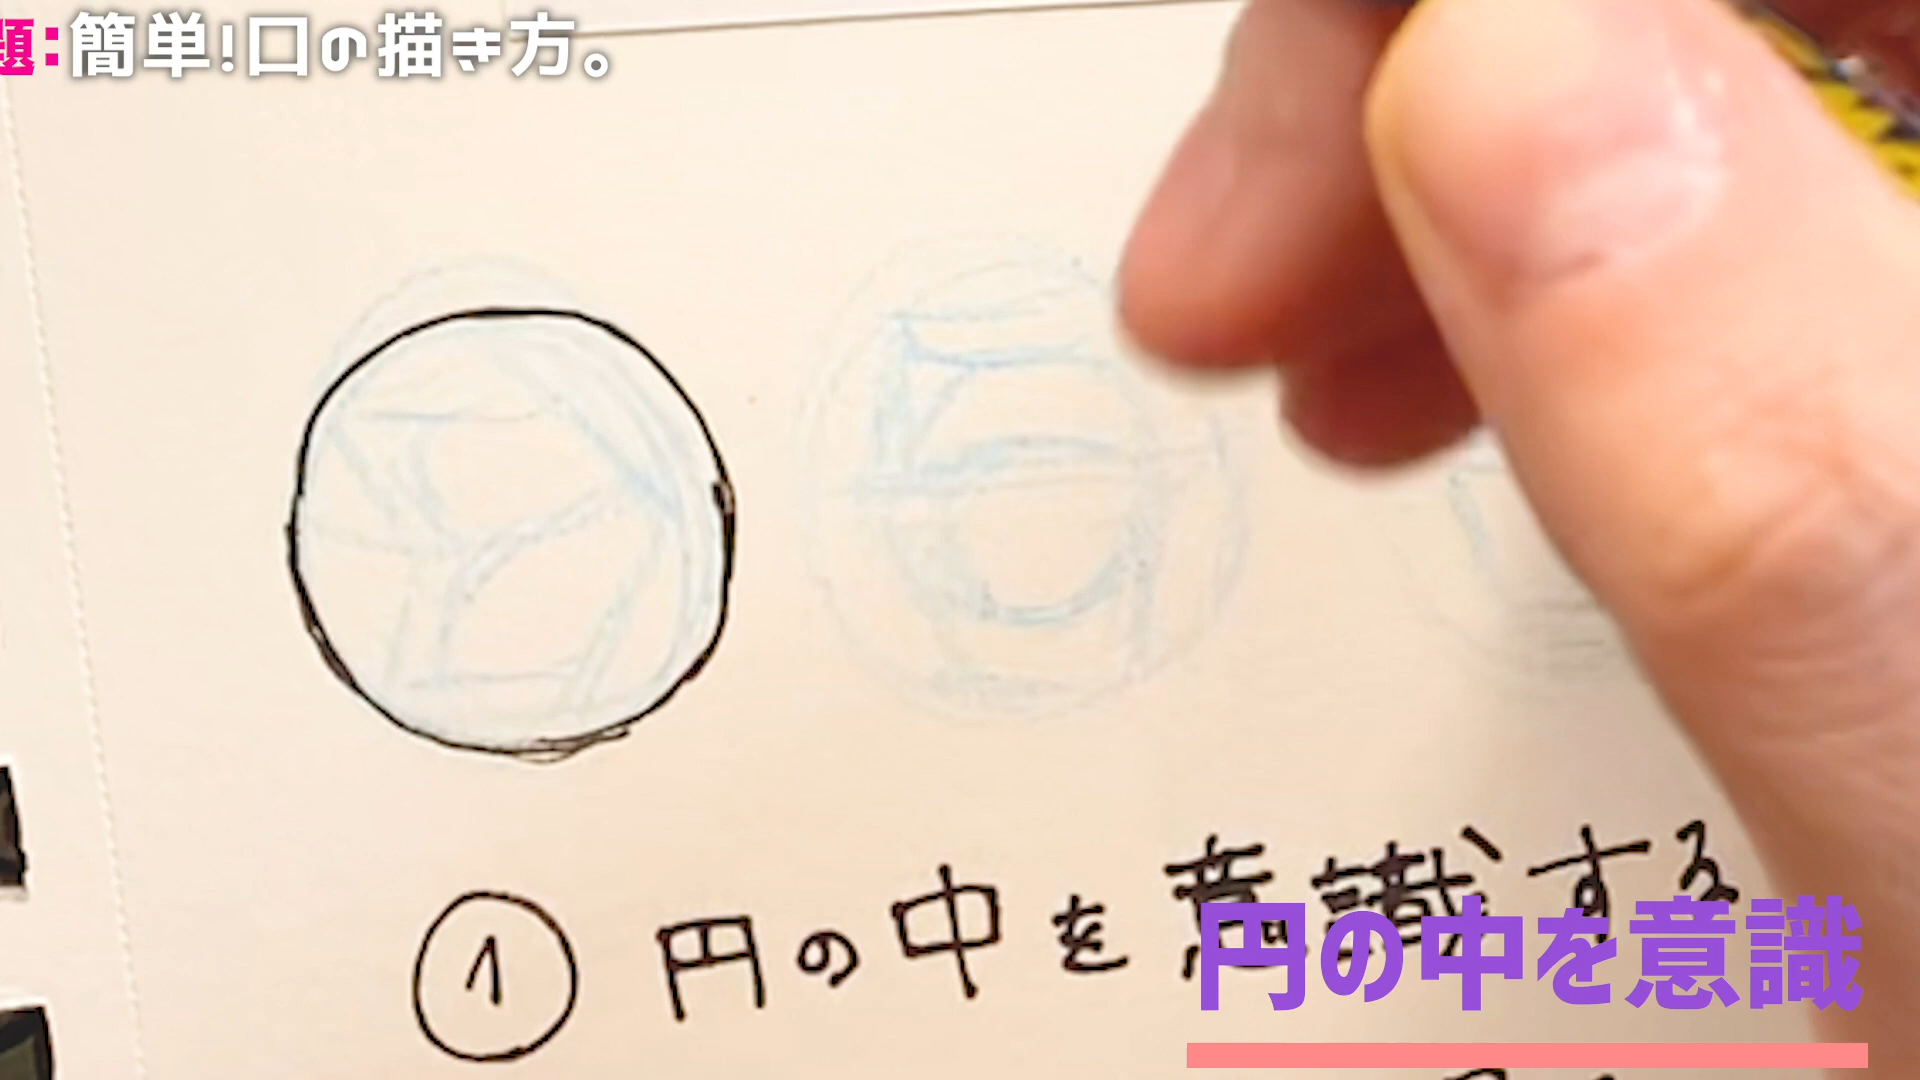 題:簡単!口の描き方。
① 円の中を意識する
円の中を意識